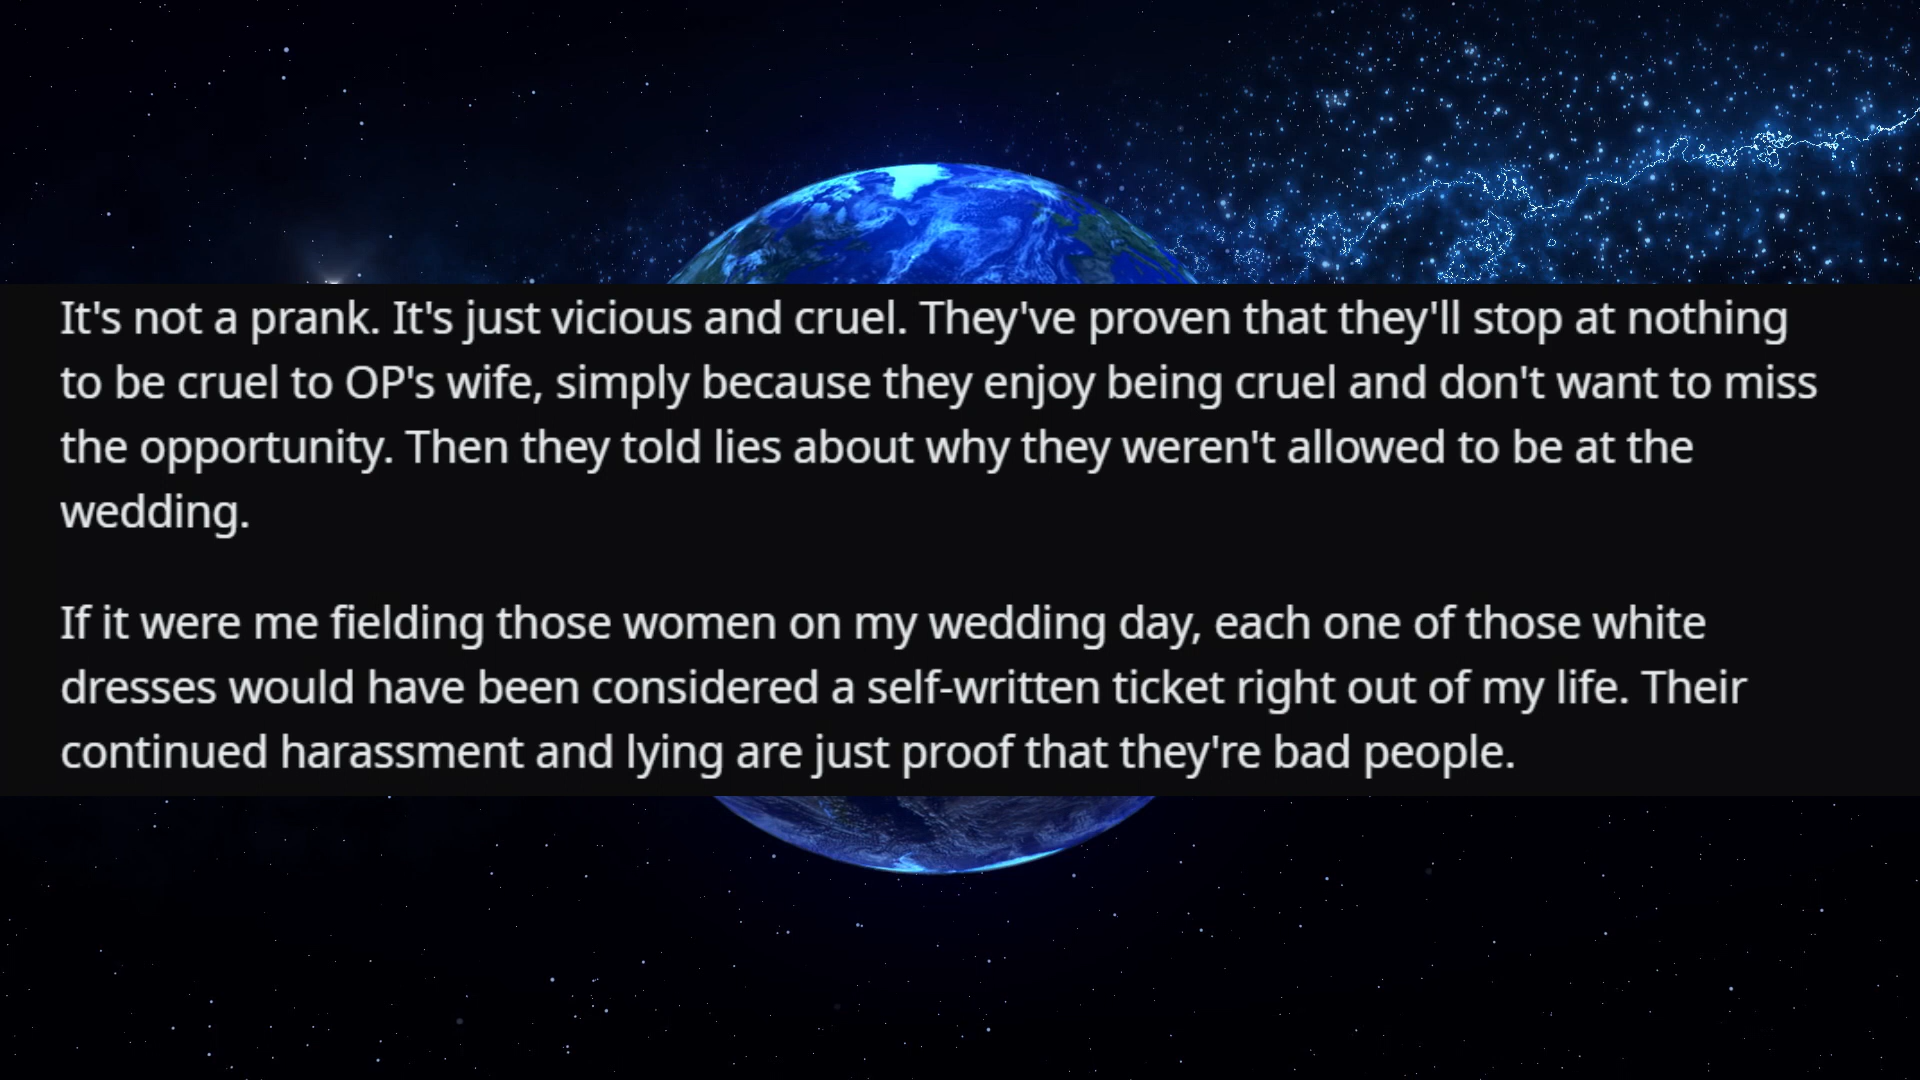 It's not a prank. It's just vicious and cruel. They've proven that they'll stop at nothing
to be cruel to OP's wife, simply because they enjoy being cruel and don't want to miss
the opportunity. Then they told lies about why they weren't allowed to be at the
wedding.
If it were me fielding those women on my wedding day, each one of those white
dresses would have been considered a self-written ticket right out of my life. Their
continued harassment and lying are just proof that they're bad people.